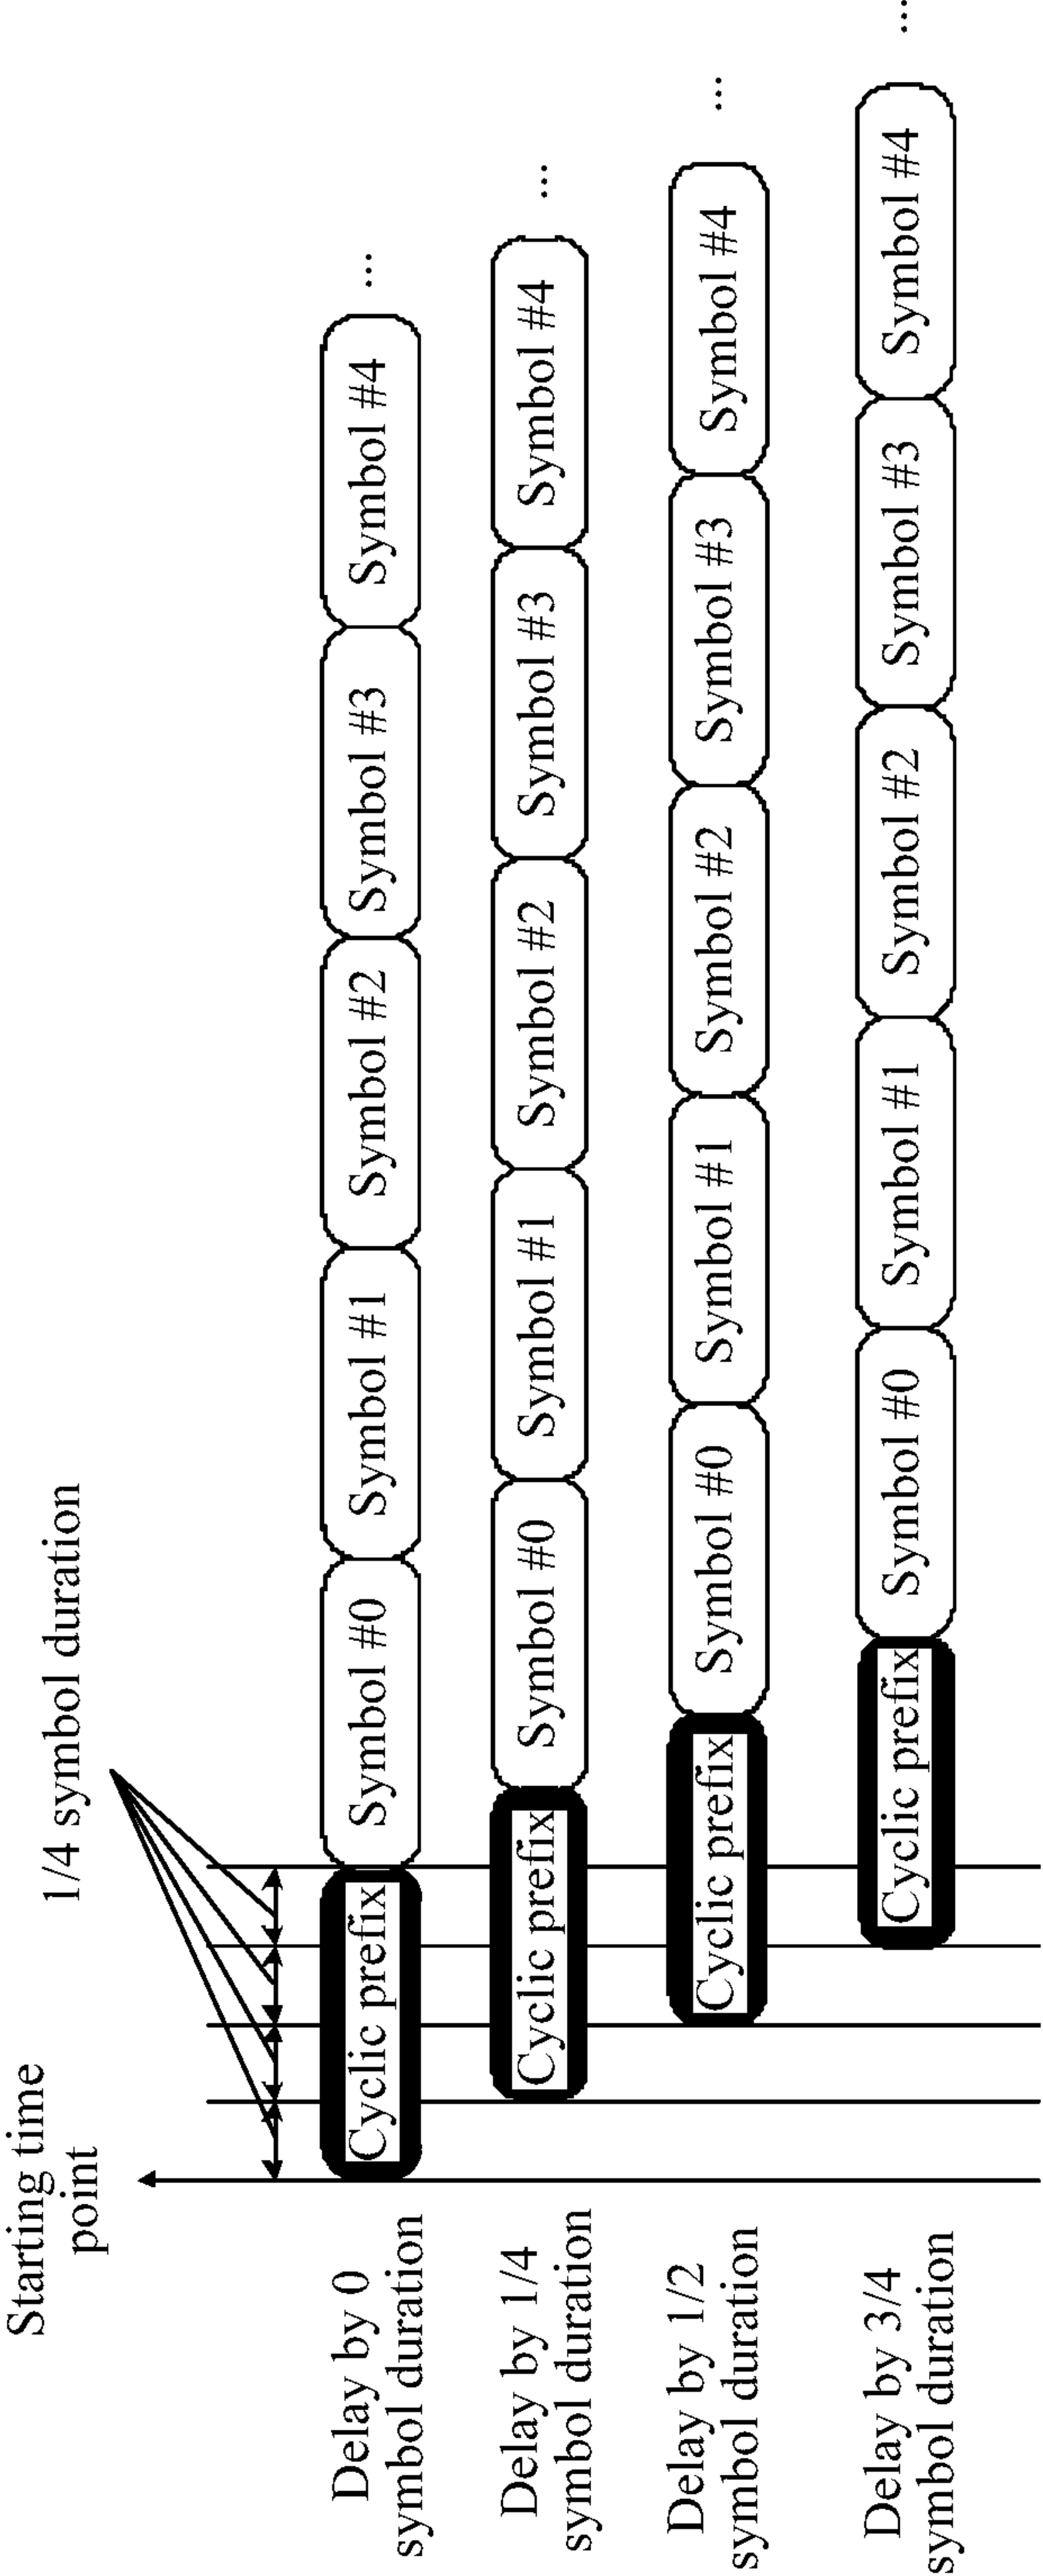 Starting time
point
1/4 symbol duration
Delay by 0
symbol duration
Cyclic prefix
Symbol #0
Symbol #1
Symbol #2
Symbol #3
Symbol #4
...
Delay by 1/4
symbol duration
Cyclic prefix
Symbol #0
Symbol #1
Symbol #2
Symbol #3
Symbol #4
...
Delay by 1/2
symbol duration
Cyclic prefix
Symbol #0
Symbol #1
Symbol #2
Symbol #3
Symbol #4
...
Delay by 3/4
symbol duration
Cyclic prefix
Symbol #0
Symbol #1
Symbol #2
Symbol #3
Symbol #4
...